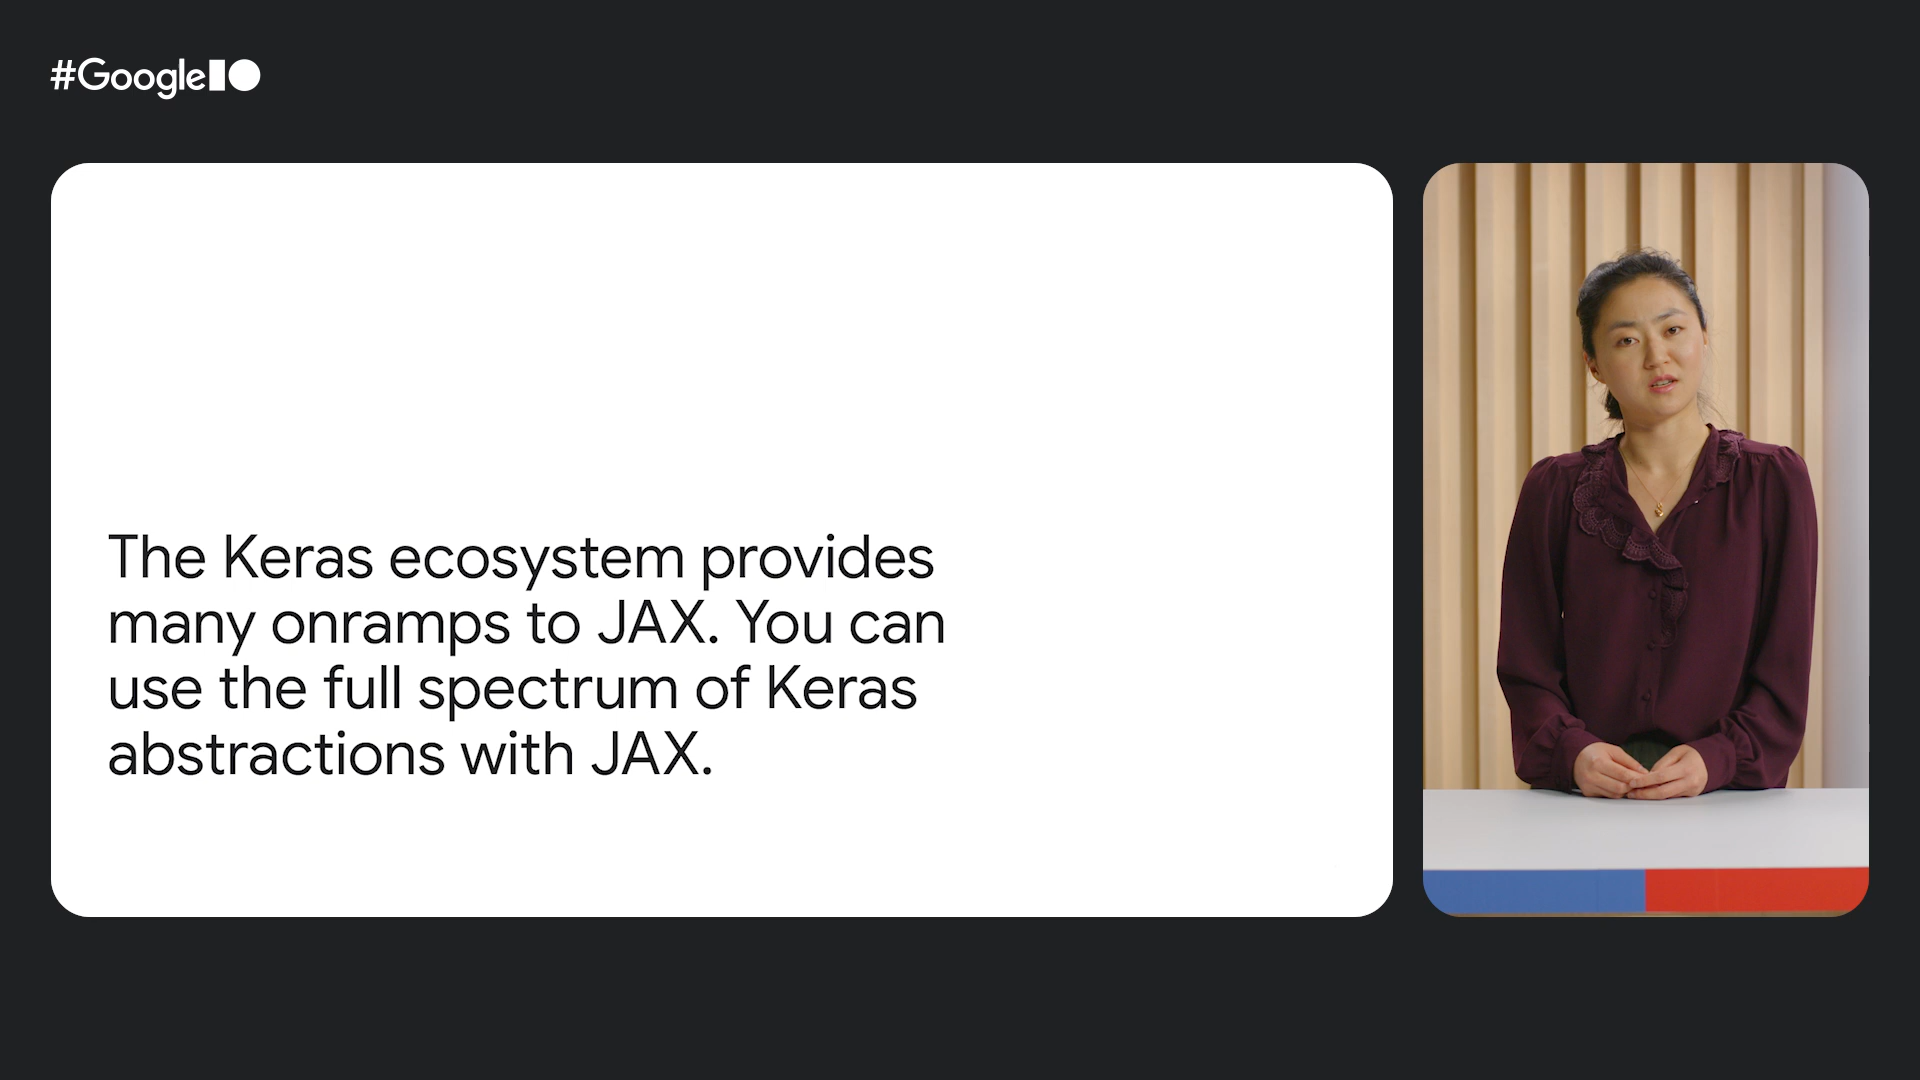 #GoogleIO
The Keras ecosystem provides
many onramps to JAX. You can
use the full spectrum of Keras
abstractions with JAX.